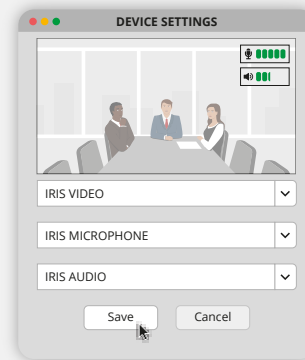 DEVICE SETTINGS
IRIS VIDEO
IRIS MICROPHONE
IRIS AUDIO
Save
Cancel